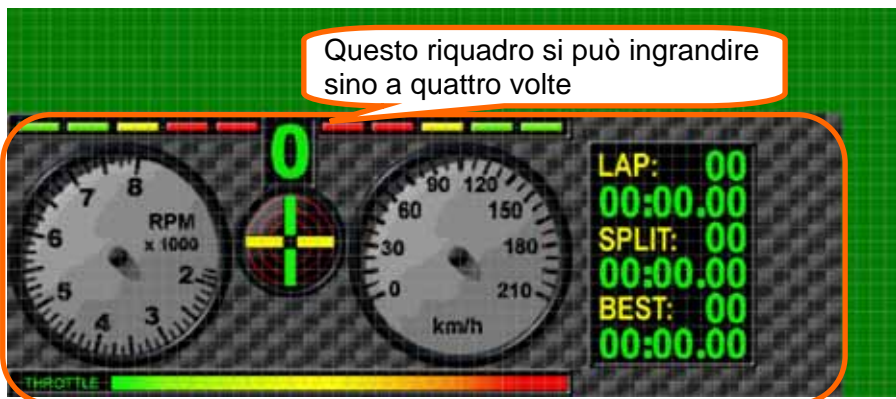 Questo riquadro si può ingrandire
sino a quattro volte
0
8
7
6
5
4
3
2
RPM
x 1000
0
30
60
90
120
150
180
210
km/h
LAP: 00
00:00.00
SPLIT: 00
00:00.00
BEST: 00
00:00.00
THROTTLE